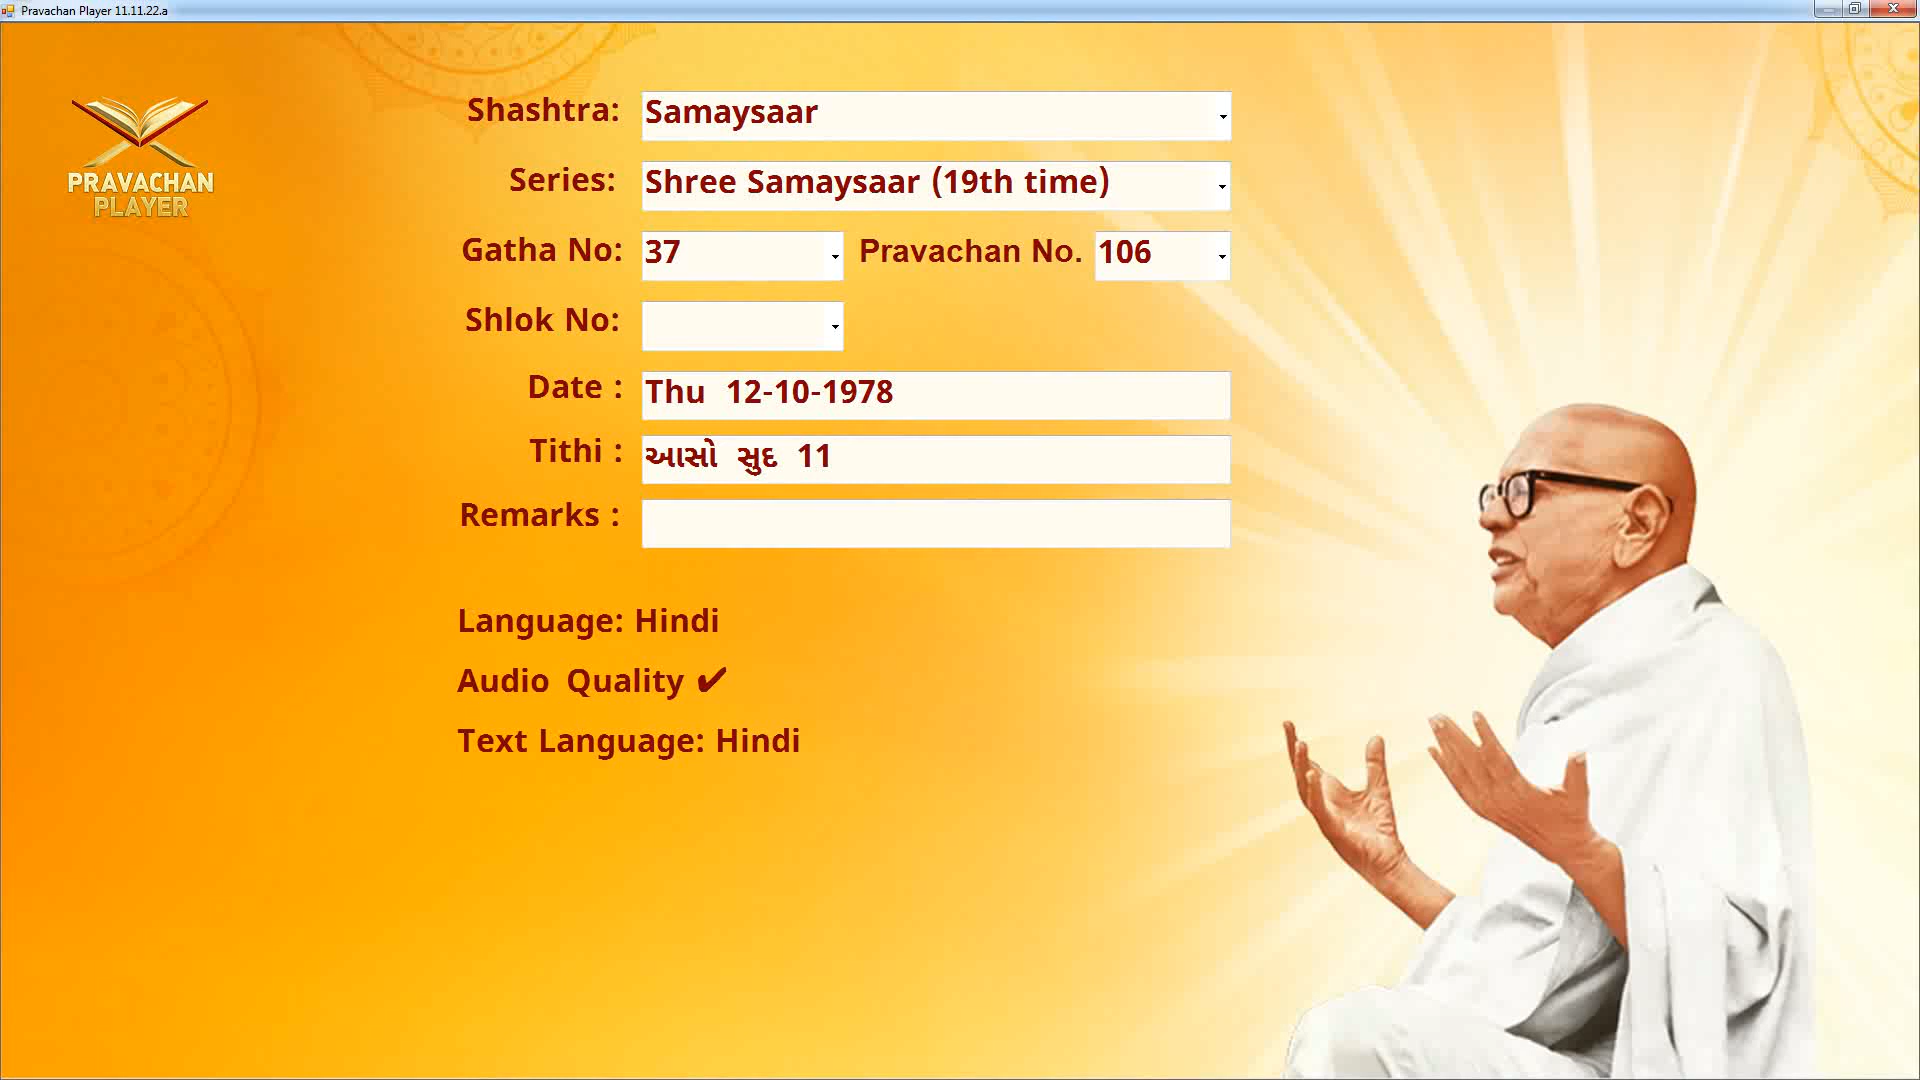 Pravachan Player 11.11.22.a
PRAVACHAN
PLAYER
Shashtra: Samaysaar
Series: Shree Samaysaar (19th time)
Gatha No: 37 Pravachan No. 106
Shlok No:
Date : Thu 12-10-1978
Tithi : આસો સુદ 11
Remarks :
Language: Hindi
Audio Quality ✔
Text Language: Hindi